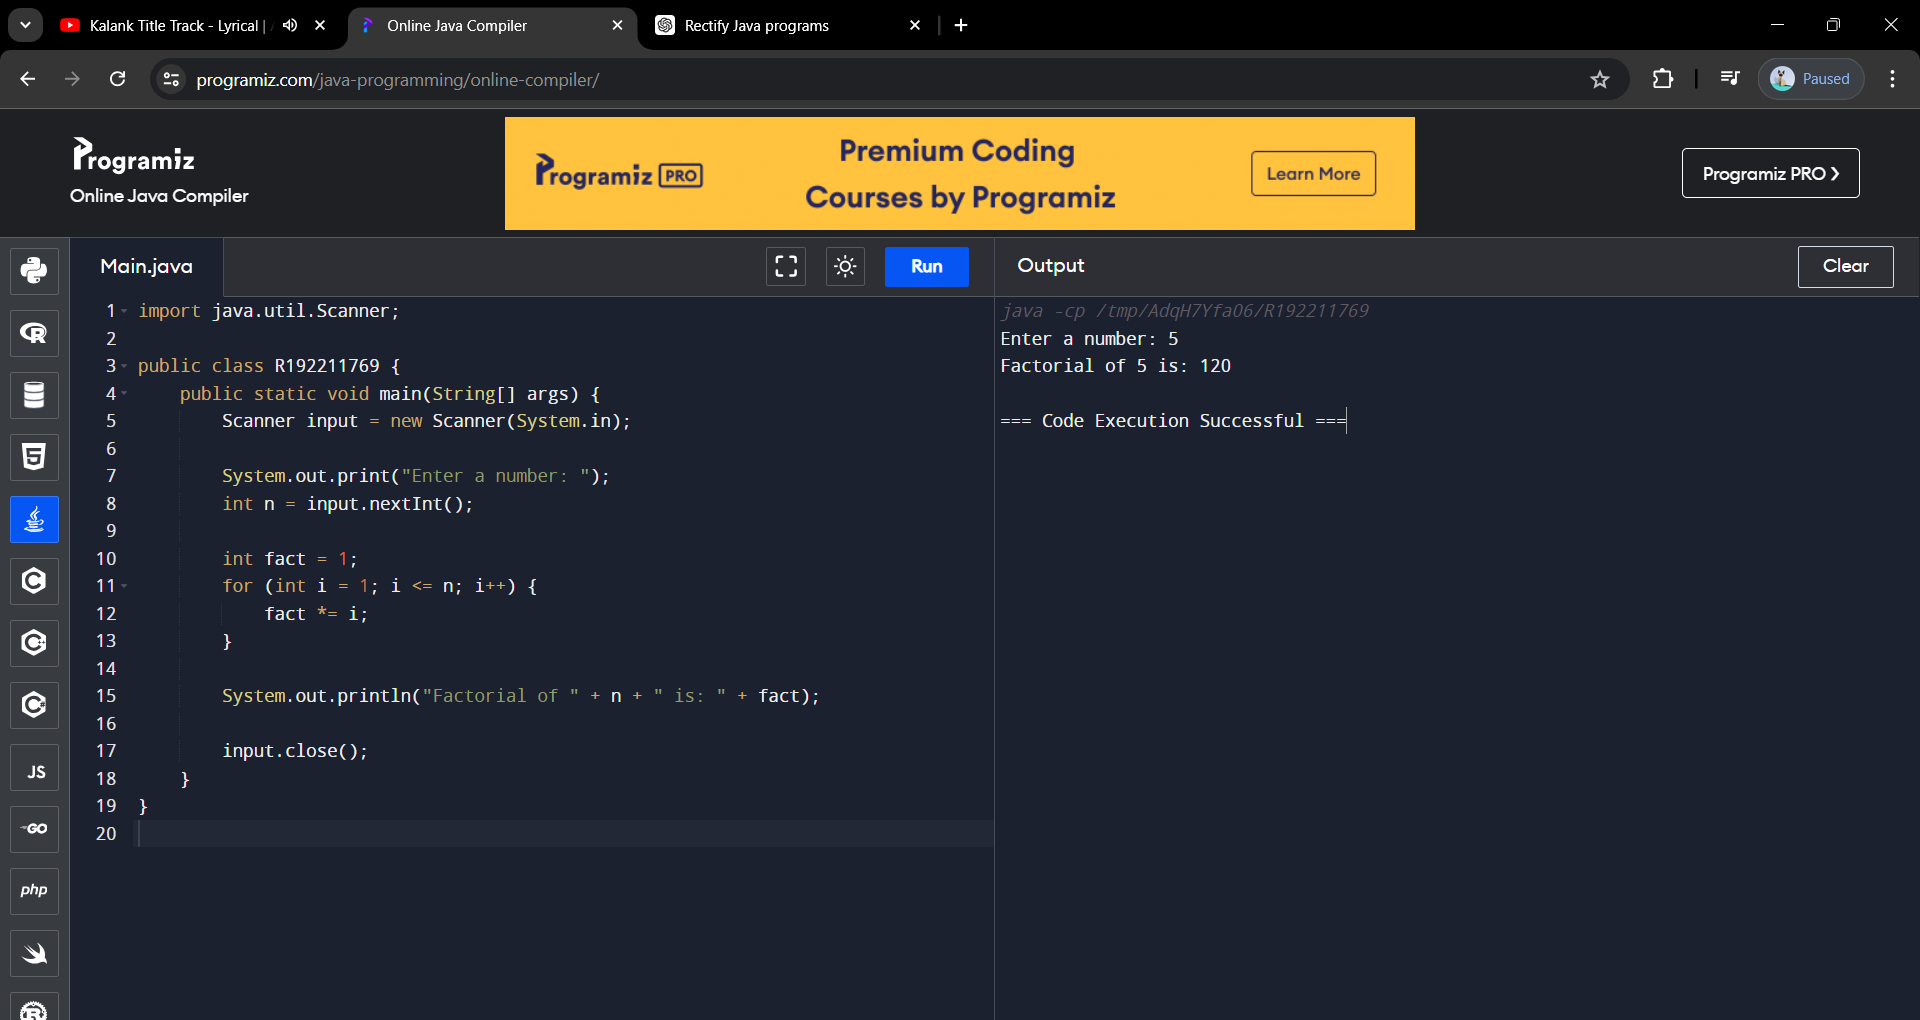 Kalank Title Track - Lyrical |
Online Java Compiler
Rectify Java programs
programiz.com/java-programming/online-compiler/
Paused
Programiz
Online Java Compiler
Programiz PRO
Premium Coding
Courses by Programiz
Learn More
Programiz PRO ❯
Main.java
Run
Output
Clear
1 import java.util.Scanner;
2
3 public class R192211769 {
4     public static void main(String[] args) {
5         Scanner input = new Scanner(System.in);
6
7         System.out.print("Enter a number: ");
8         int n = input.nextInt();
9
10         int fact = 1;
11         for (int i = 1; i <= n; i++) {
12             fact *= i;
13         }
14
15         System.out.println("Factorial of " + n + " is: " + fact);
16
17         input.close();
18     }
19 }
20
java -cp /tmp/AdqH7Yfa06/R192211769
Enter a number: 5
Factorial of 5 is: 120
=== Code Execution Successful ===
R
5
C
C++
C#
JS
GO
php
R